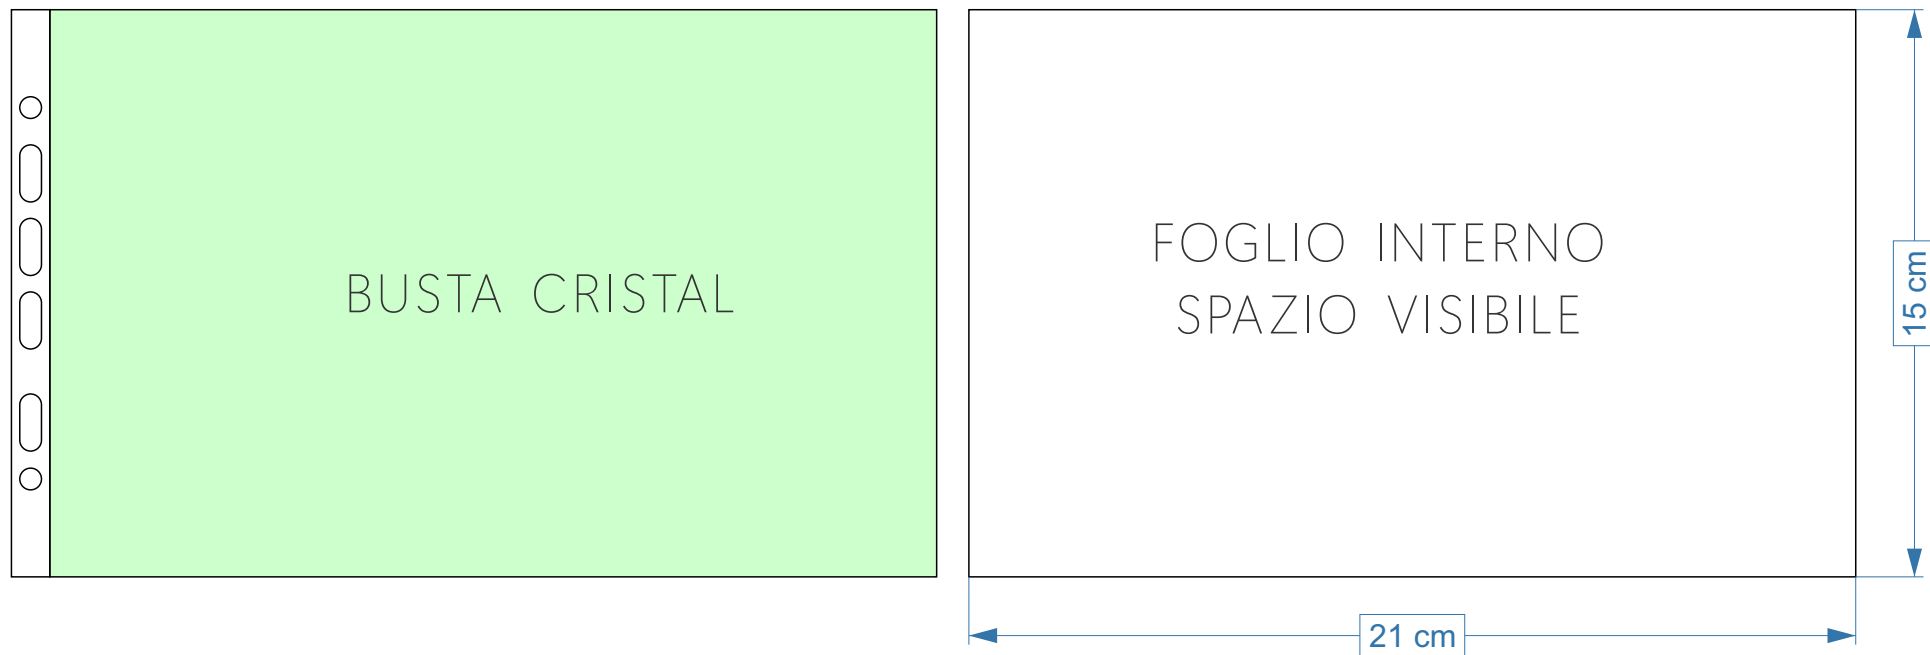 BUSTA CRISTAL
FOGLIO INTERNO
SPAZIO VISIBILE
15 cm
21 cm